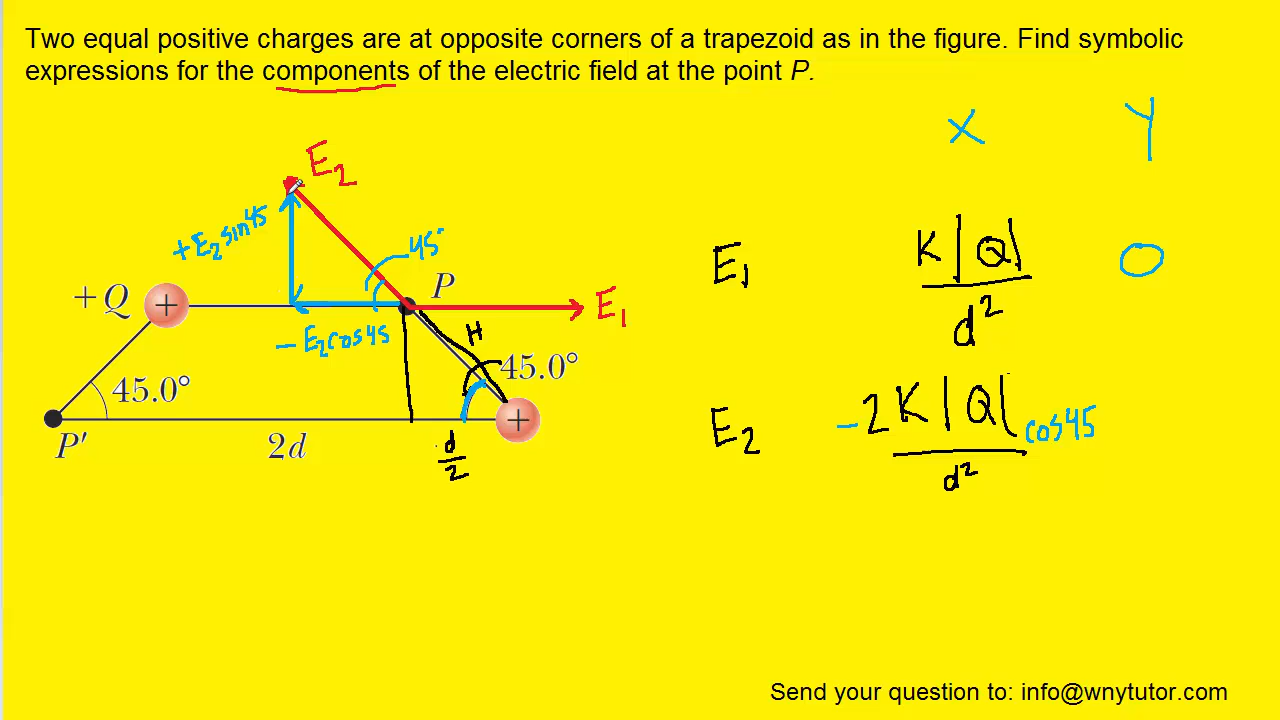 Two equal positive charges are at opposite corners of a trapezoid as in the figure. Find symbolic
expressions for the components of the electric field at the point P.
X Y
E2
+E2 sin45
45°
+Q + P
E1
- E2cos45
H
45.0°
45.0°
+
P′ 2d
d/2
E1 K|Q|/d² 0
E2 -2K|Q|cos45/d²
Send your question to: info@wnytutor.com